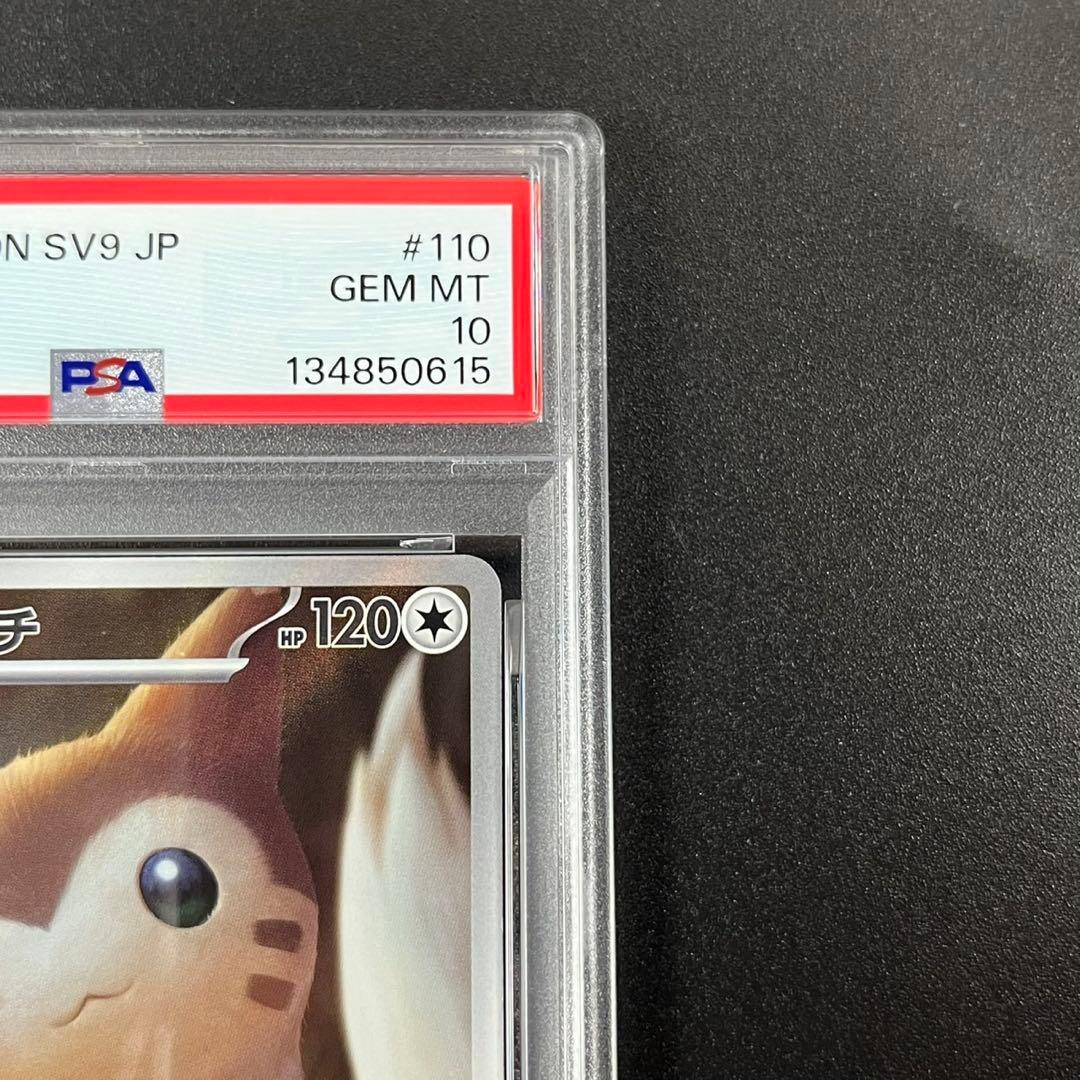 ON SV9 JP #110
GEM MT
10
PSA 134850615
チ HP 120